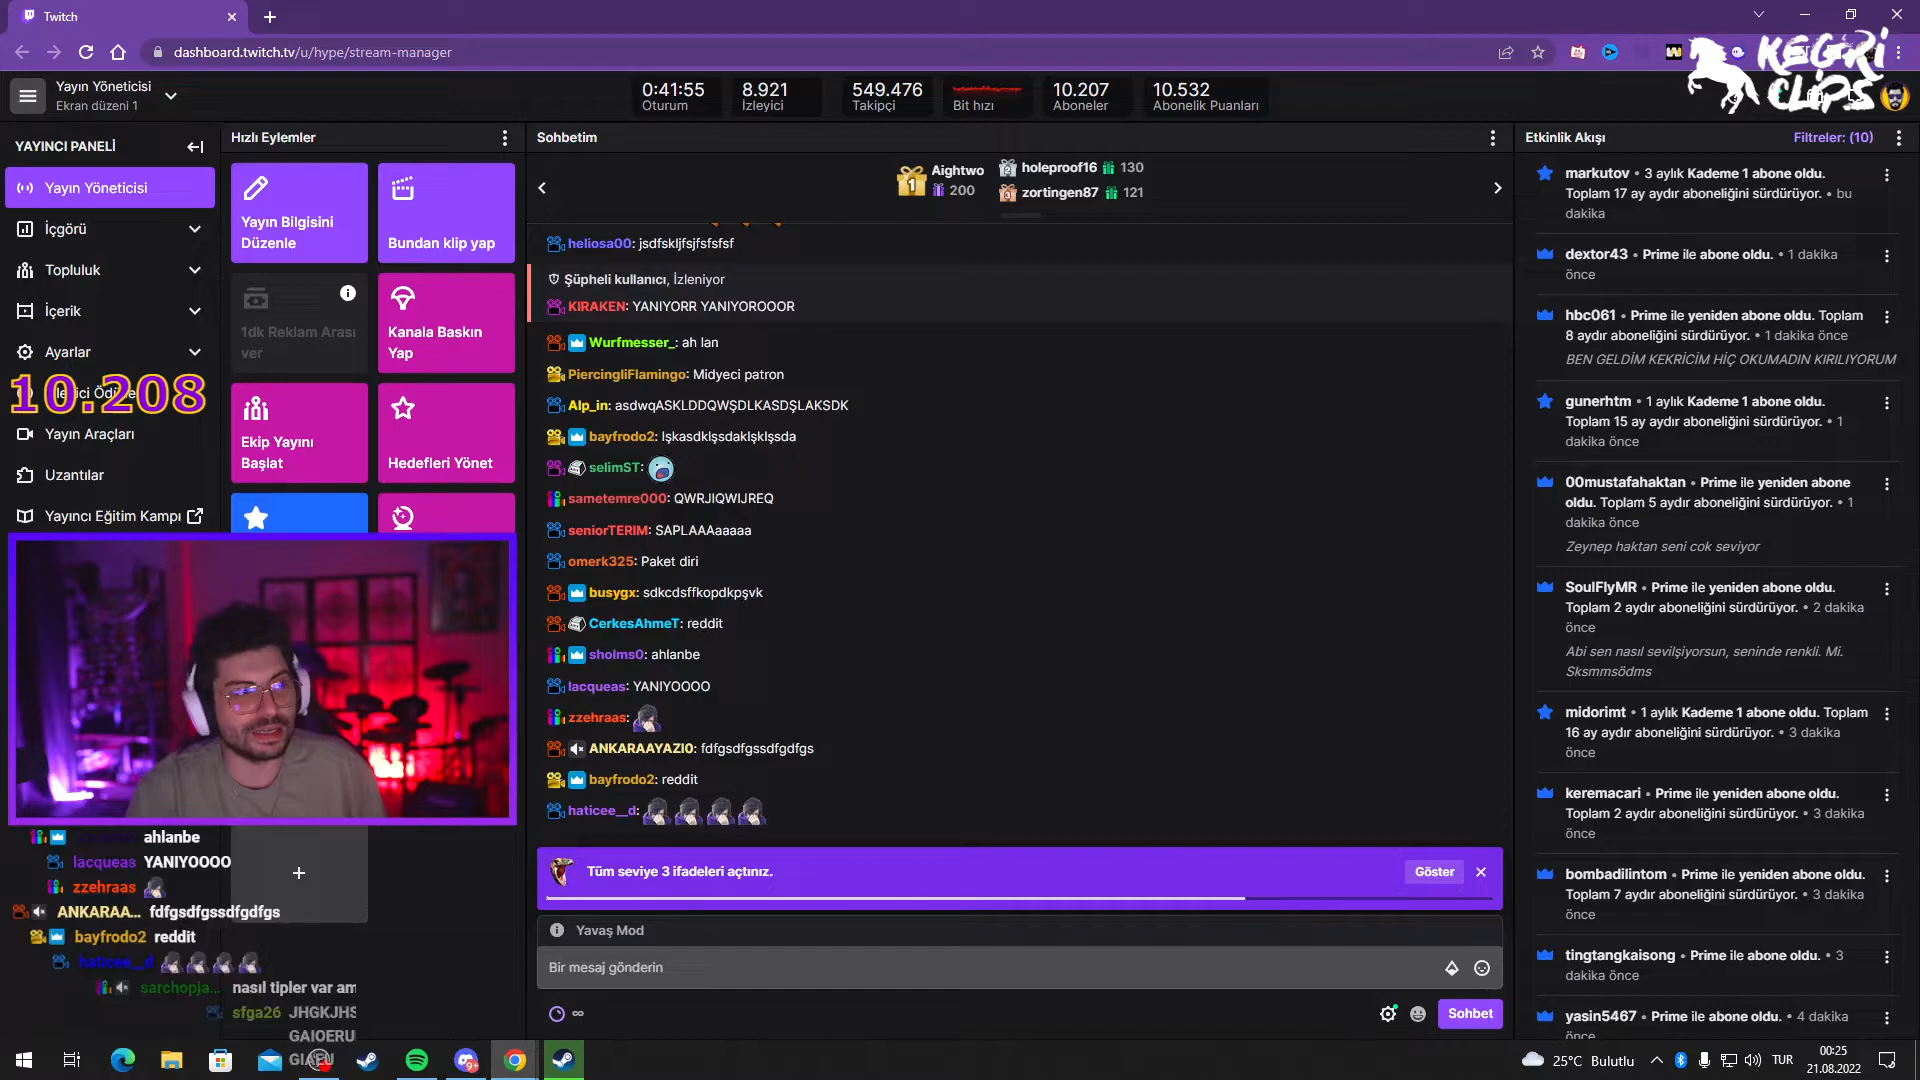 Twitch
dashboard.twitch.tv/u/hype/stream-manager
KEGRİ
CLIPS
Yayın Yöneticisi
Ekran düzeni 1
0:41:55
Oturum
8.921
İzleyici
549.476
Takipçi
Bit hızı
10.207
Aboneler
10.532
Abonelik Puanları
YAYINCI PANELİ
Yayın Yöneticisi
İçgörü
Topluluk
İçerik
Ayarlar
10.208
Yayın Araçları
Uzantılar
Yayıncı Eğitim Kampı
Hızlı Eylemler
Yayın Bilgisini
Düzenle
Bundan klip yap
1dk Reklam Arası
ver
Kanala Baskın
Yap
Ekip Yayını
Başlat
Hedefleri Yönet
ahlanbe
lacqueas YANIYOOOO
zzehraas
ANKARAA... fdfgsdfgssdfgdfgs
bayfrodo2 reddit
haticee__d
sarchopja... nasıl tipler var am
sfga26 JHGKJHS
GAIOERUI
Sohbetim
1 Aightwo
200
2 holeproof16 130
3 zortingen87 121
heliosa00: jsdfskljfsjfsfsfsf
Şüpheli kullanıcı, İzleniyor
KIRAKEN: YANIYORR YANIYOROOOR
Wurfmesser_: ah lan
PiercingliFlamingo: Midyeci patron
Alp_in: asdwqASKLDDQWŞDLKASDŞLAKSDK
bayfrodo2: lşkasdklşsdaklşklşsda
selimST:
sametemre000: QWRJIQWIJREQ
seniorTERIM: SAPLAAAaaaaa
omerk325: Paket diri
busygx: sdkcdsffkopdkpşvk
CerkesAhmeT: reddit
sholms0: ahlanbe
lacqueas: YANIYOOOO
zzehraas:
ANKARAAYAZI0: fdfgsdfgssdfgdfgs
bayfrodo2: reddit
haticee__d:
Tüm seviye 3 ifadeleri açtınız.
Göster
Yavaş Mod
Bir mesaj gönderin
∞
Sohbet
Etkinlik Akışı
Filtreler: (10)
markutov • 3 aylık Kademe 1 abone oldu.
Toplam 17 ay aydır aboneliğini sürdürüyor. • bu
dakika
dextor43 • Prime ile abone oldu. • 1 dakika
önce
hbc061 • Prime ile yeniden abone oldu. Toplam
8 aydır aboneliğini sürdürüyor. • 1 dakika önce
BEN GELDİM KEKRİCİM HİÇ OKUMADIN KIRILIYORUM
gunerhtm • 1 aylık Kademe 1 abone oldu.
Toplam 15 ay aydır aboneliğini sürdürüyor. • 1
dakika önce
00mustafahaktan • Prime ile yeniden abone
oldu. Toplam 5 aydır aboneliğini sürdürüyor. • 1
dakika önce
Zeynep haktan seni cok seviyor
SoulFlyMR • Prime ile yeniden abone oldu.
Toplam 2 aydır aboneliğini sürdürüyor. • 2 dakika
önce
Abi sen nasıl sevilşiyorsun, seninde renkli. Mi.
Sksmmsödms
midorimt • 1 aylık Kademe 1 abone oldu. Toplam
16 ay aydır aboneliğini sürdürüyor. • 3 dakika
önce
keremacari • Prime ile yeniden abone oldu.
Toplam 2 aydır aboneliğini sürdürüyor. • 3 dakika
önce
bombadilintom • Prime ile yeniden abone oldu.
Toplam 7 aydır aboneliğini sürdürüyor. • 3 dakika
önce
tingtangkaisong • Prime ile abone oldu. • 3
dakika önce
yasin5467 • Prime ile abone oldu. • 4 dakika
önce
25°C Bulutlu
TUR
00:25
21.08.2022